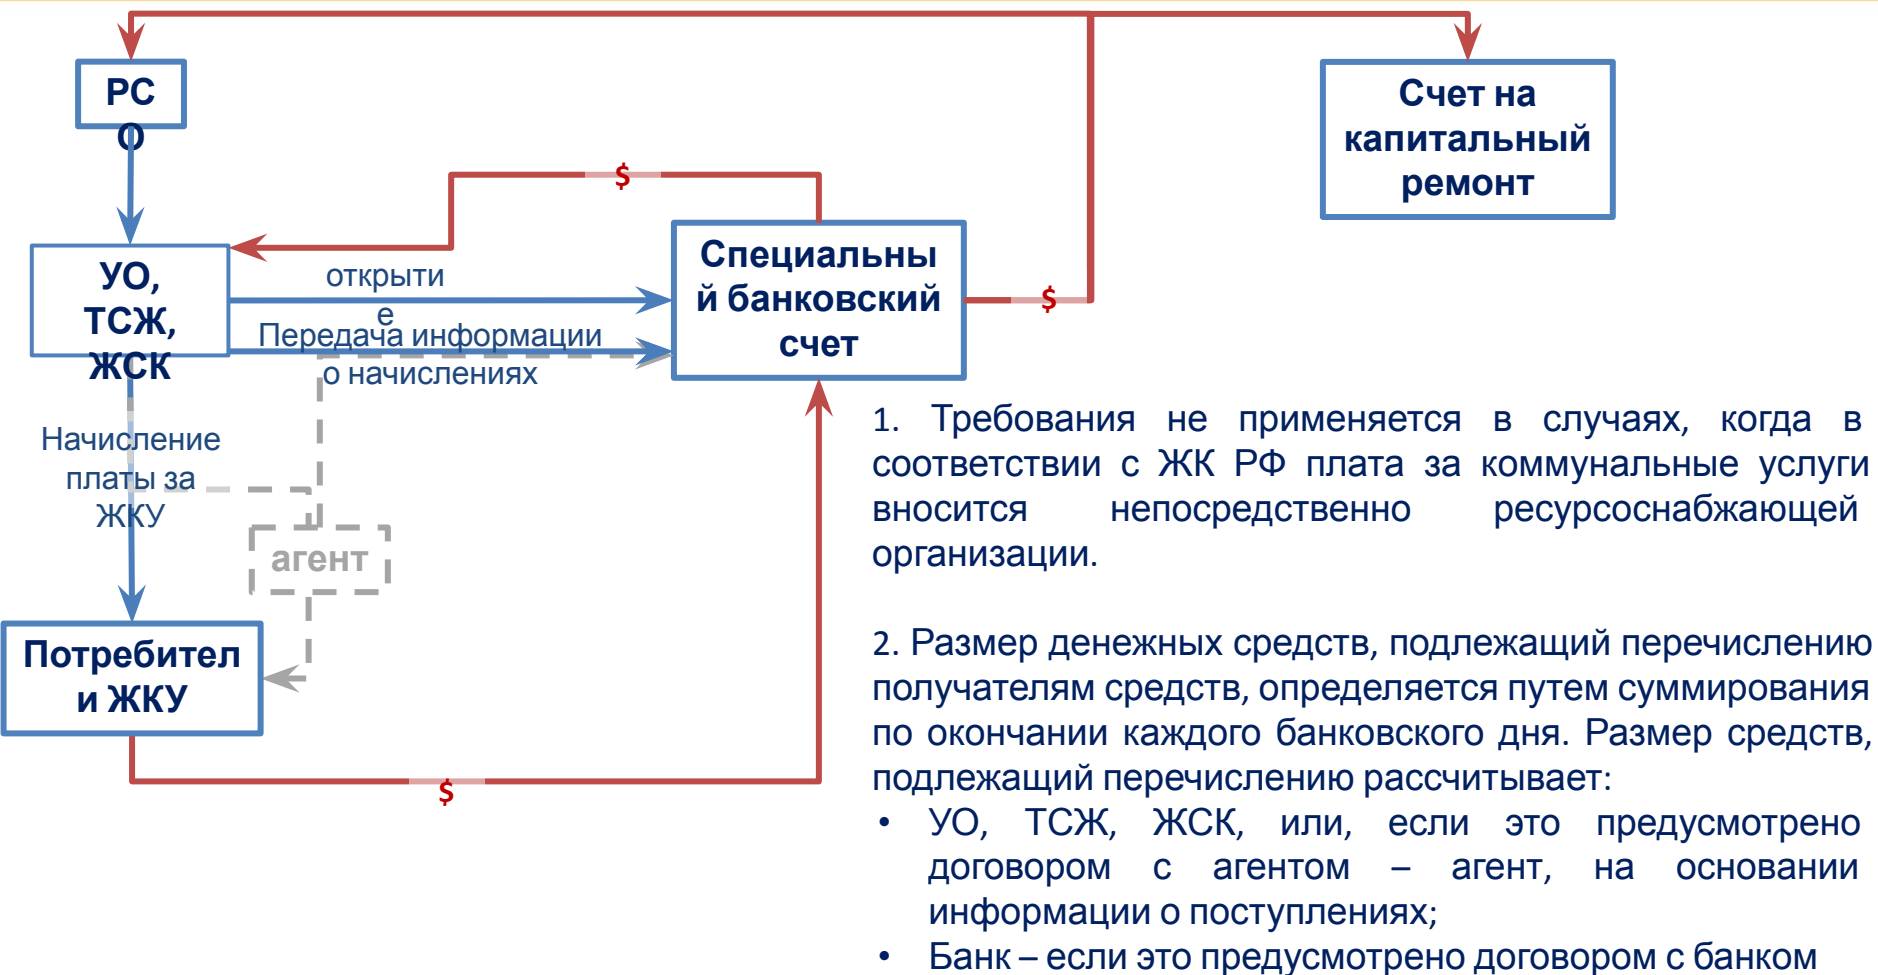 РС
О
Счет на
капитальный
ремонт
$
УО,
ТСЖ,
ЖСК
открыти
е
Передача информации
о начислениях
Специальны
й банковский
счет
$
Начисление
платы за
ЖКУ
агент
Потребител
и ЖКУ
$
1. Требования не применяется в случаях, когда в
соответствии с ЖК РФ плата за коммунальные услуги
вносится непосредственно ресурсоснабжающей
организации.
2. Размер денежных средств, подлежащий перечислению
получателям средств, определяется путем суммирования
по окончании каждого банковского дня. Размер средств,
подлежащий перечислению рассчитывает:
• УО, ТСЖ, ЖСК, или, если это предусмотрено
договором с агентом – агент, на основании
информации о поступлениях;
• Банк – если это предусмотрено договором с банком